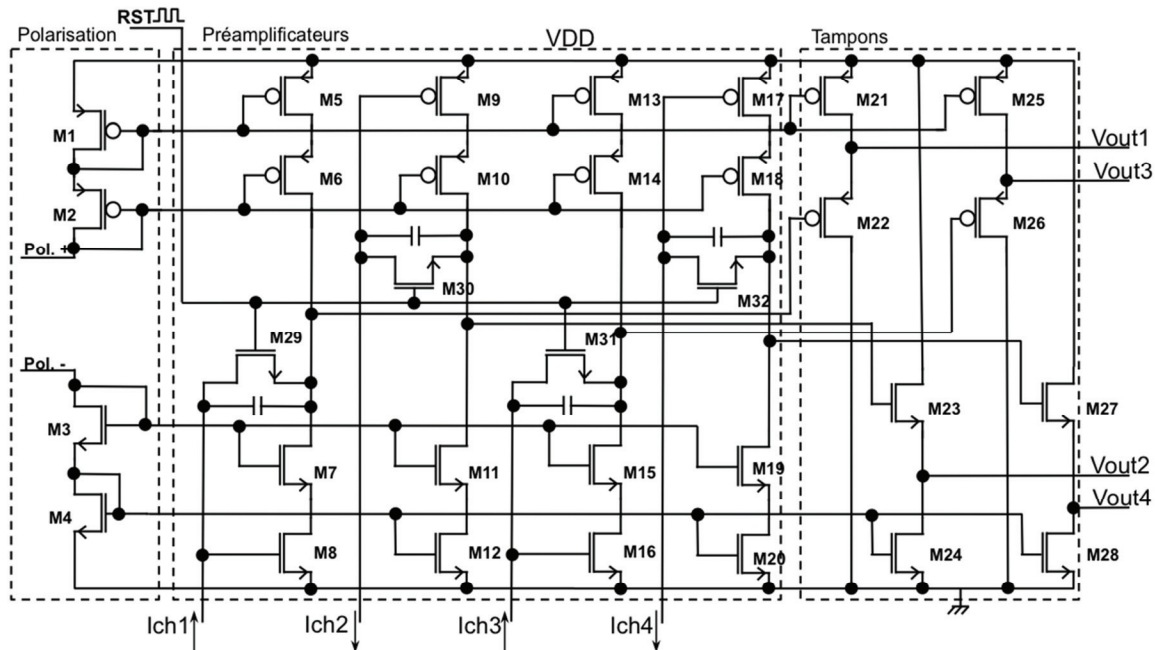 RST
Polarisation
Préamplificateurs
VDD
Tampons
M5
M9
M13
M17
M21
M25
M1
Vout1
M6
M10
M14
M18
Vout3
M2
M22
M26
Pol. +
M30
M32
M29
M31
Pol. -
M3
M23
M27
M7
M11
M15
M19
Vout2
Vout4
M4
M8
M12
M16
M20
M24
M28
Ich1
Ich2
Ich3
Ich4